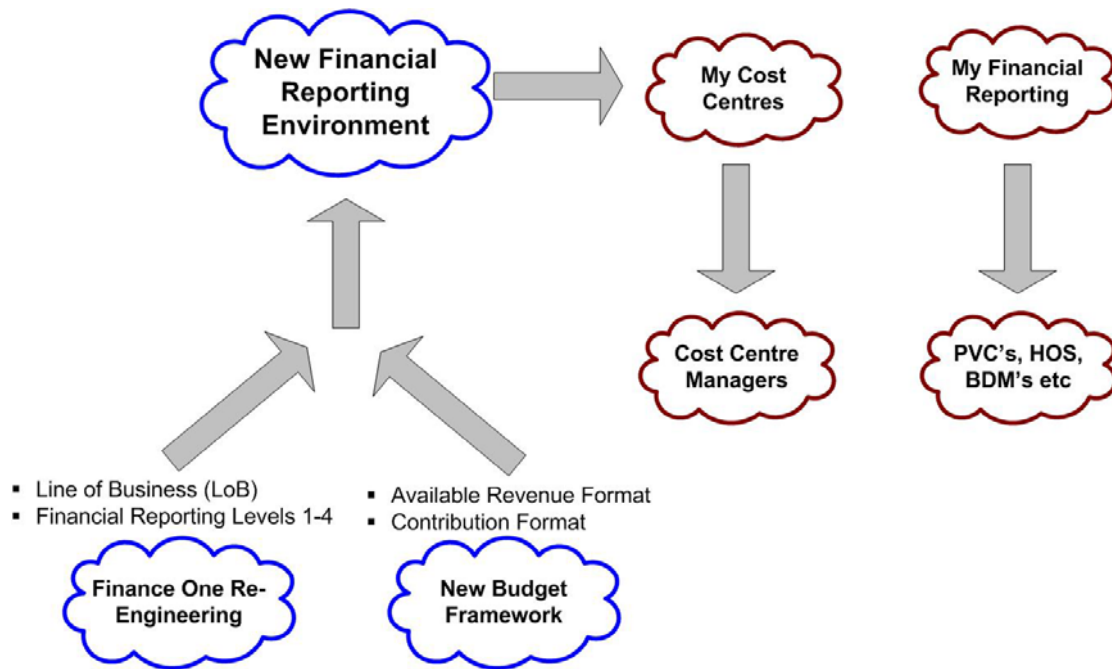 New Financial
Reporting
Environment
My Cost
Centres
My Financial
Reporting
Cost Centre
Managers
PVC's, HOS,
BDM's etc
▪ Line of Business (LoB)
▪ Financial Reporting Levels 1-4
▪ Available Revenue Format
▪ Contribution Format
Finance One Re-
Engineering
New Budget
Framework